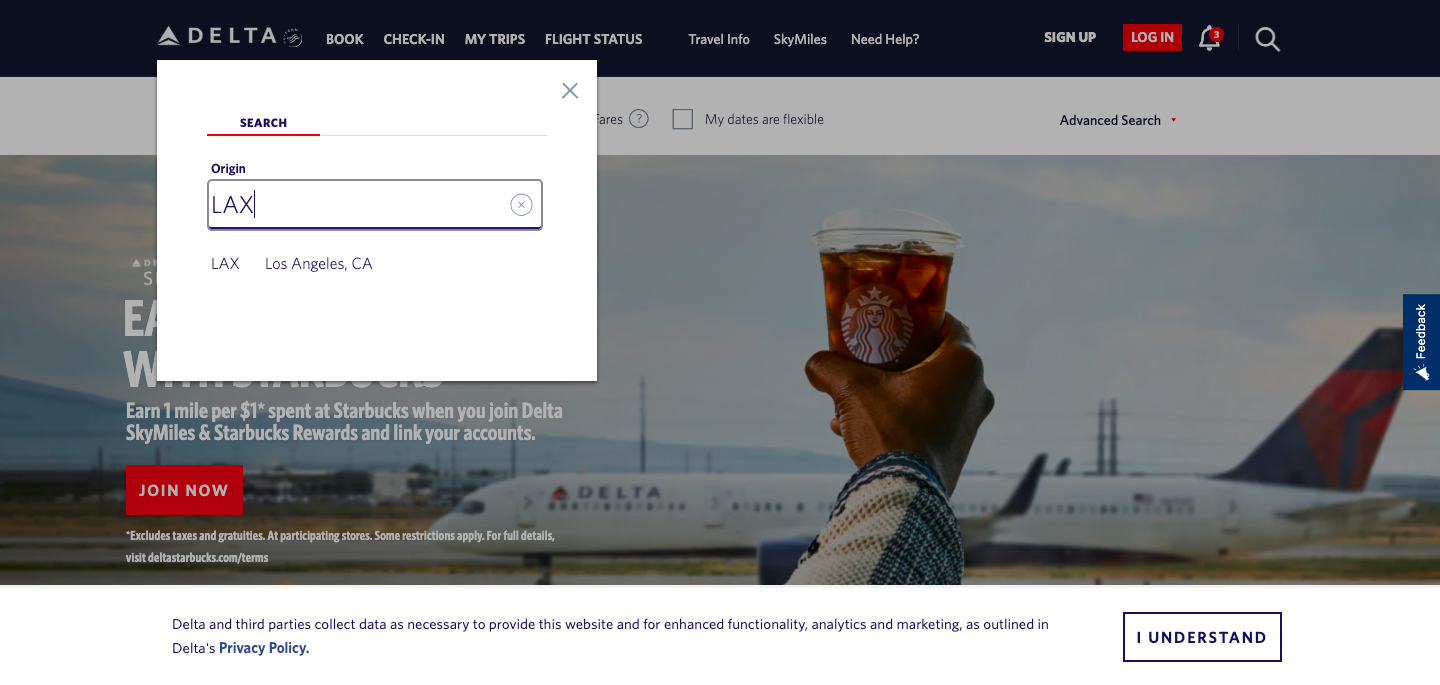 DELTA
BOOK
CHECK-IN
MY TRIPS
FLIGHT STATUS
Travel Info
SkyMiles
Need Help?
SIGN UP
LOG IN
3
SEARCH
Origin
LAX
LAX Los Angeles, CA
Fares
?
My dates are flexible
Advanced Search
Earn 1 mile per $1* spent at Starbucks when you join Delta
SkyMiles & Starbucks Rewards and link your accounts.
JOIN NOW
*Excludes taxes and gratuities. At participating stores. Some restrictions apply. For full details,
visit deltastarbucks.com/terms
DELTA
Feedback
Delta and third parties collect data as necessary to provide this website and for enhanced functionality, analytics and marketing, as outlined in
Delta's Privacy Policy.
I UNDERSTAND